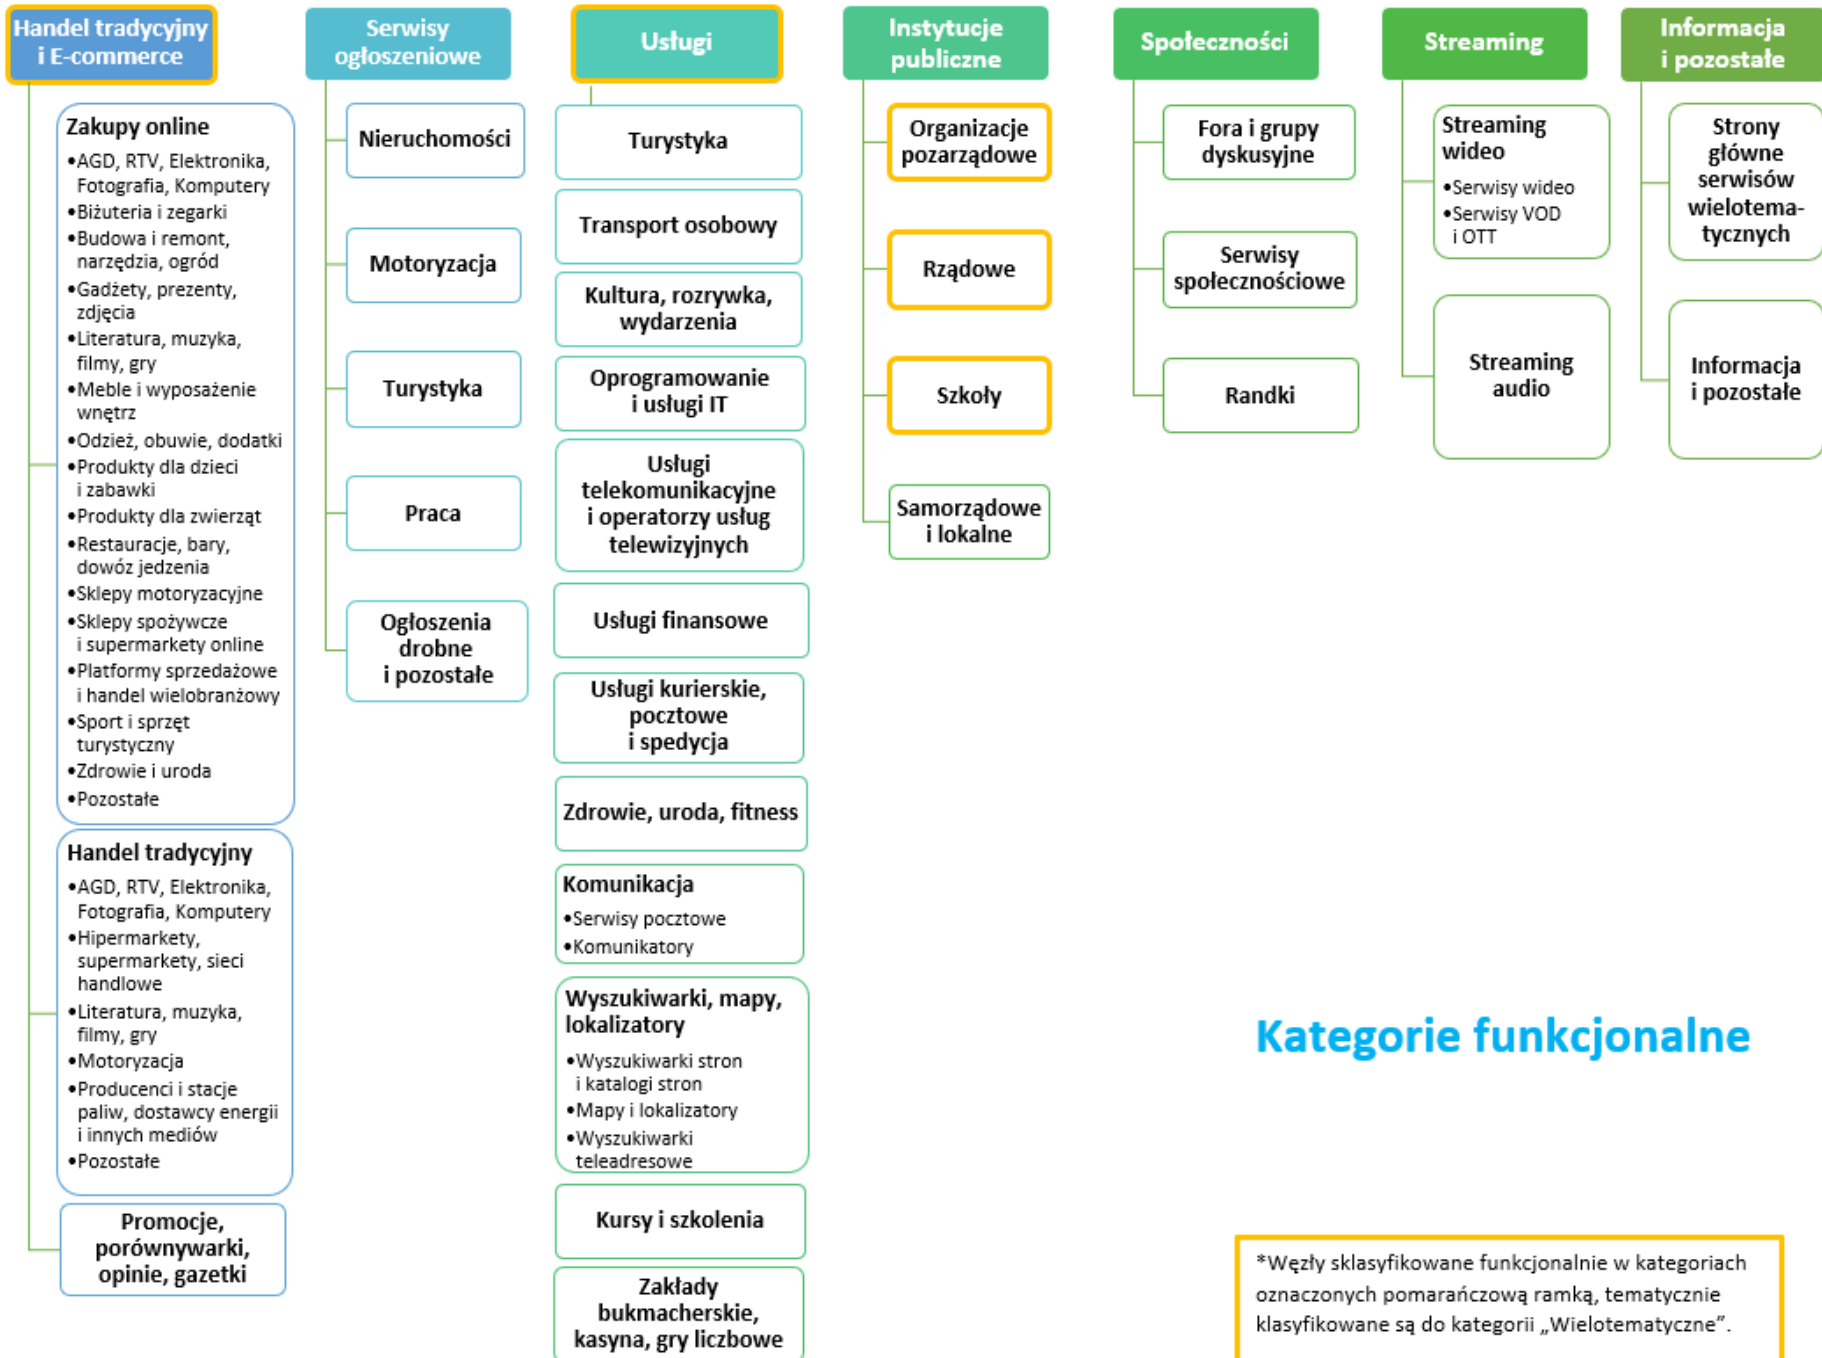 Handel tradycyjny
i E-commerce
Zakupy online
•AGD, RTV, Elektronika,
Fotografia, Komputery
•Biżuteria i zegarki
•Budowa i remont,
narzędzia, ogród
•Gadżety, prezenty,
zdjęcia
•Literatura, muzyka,
filmy, gry
•Meble i wyposażenie
wnętrz
•Odzież, obuwie, dodatki
•Produkty dla dzieci
i zabawki
•Produkty dla zwierząt
•Restauracje, bary,
dowóz jedzenia
•Sklepy motoryzacyjne
•Sklepy spożywcze
i supermarkety online
•Platformy sprzedażowe
i handel wielobranżowy
•Sport i sprzęt
turystyczny
•Zdrowie i uroda
•Pozostałe
Handel tradycyjny
•AGD, RTV, Elektronika,
Fotografia, Komputery
•Hipermarkety,
supermarkety, sieci
handlowe
•Literatura, muzyka,
filmy, gry
•Motoryzacja
•Producenci i stacje
paliw, dostawcy energii
i innych mediów
•Pozostałe
Promocje,
porównywarki,
opinie, gazetki
Serwisy
ogłoszeniowe
Nieruchomości
Motoryzacja
Turystyka
Praca
Ogłoszenia
drobne
i pozostałe
Usługi
Turystyka
Transport osobowy
Kultura, rozrywka,
wydarzenia
Oprogramowanie
i usługi IT
Usługi
telekomunikacyjne
i operatorzy usług
telewizyjnych
Usługi finansowe
Usługi kurierskie,
pocztowe
i spedycja
Zdrowie, uroda, fitness
Komunikacja
•Serwisy pocztowe
•Komunikatory
Wyszukiwarki, mapy,
lokalizatory
•Wyszukiwarki stron
i katalogi stron
•Mapy i lokalizatory
•Wyszukiwarki
teleadresowe
Kursy i szkolenia
Zakłady
bukmacherskie,
kasyna, gry liczbowe
Instytucje
publiczne
Organizacje
pozarządowe
Rządowe
Szkoły
Samorządowe
i lokalne
Społeczności
Fora i grupy
dyskusyjne
Serwisy
społecznościowe
Randki
Streaming
Streaming
wideo
•Serwisy wideo
•Serwisy VOD
i OTT
Streaming
audio
Informacja
i pozostałe
Strony
główne
serwisów
wielotema-
tycznych
Informacja
i pozostałe
Kategorie funkcjonalne
*Węzły sklasyfikowane funkcjonalnie w kategoriach
oznaczonych pomarańczową ramką, tematycznie
klasyfikowane są do kategorii „Wielotematyczne”.